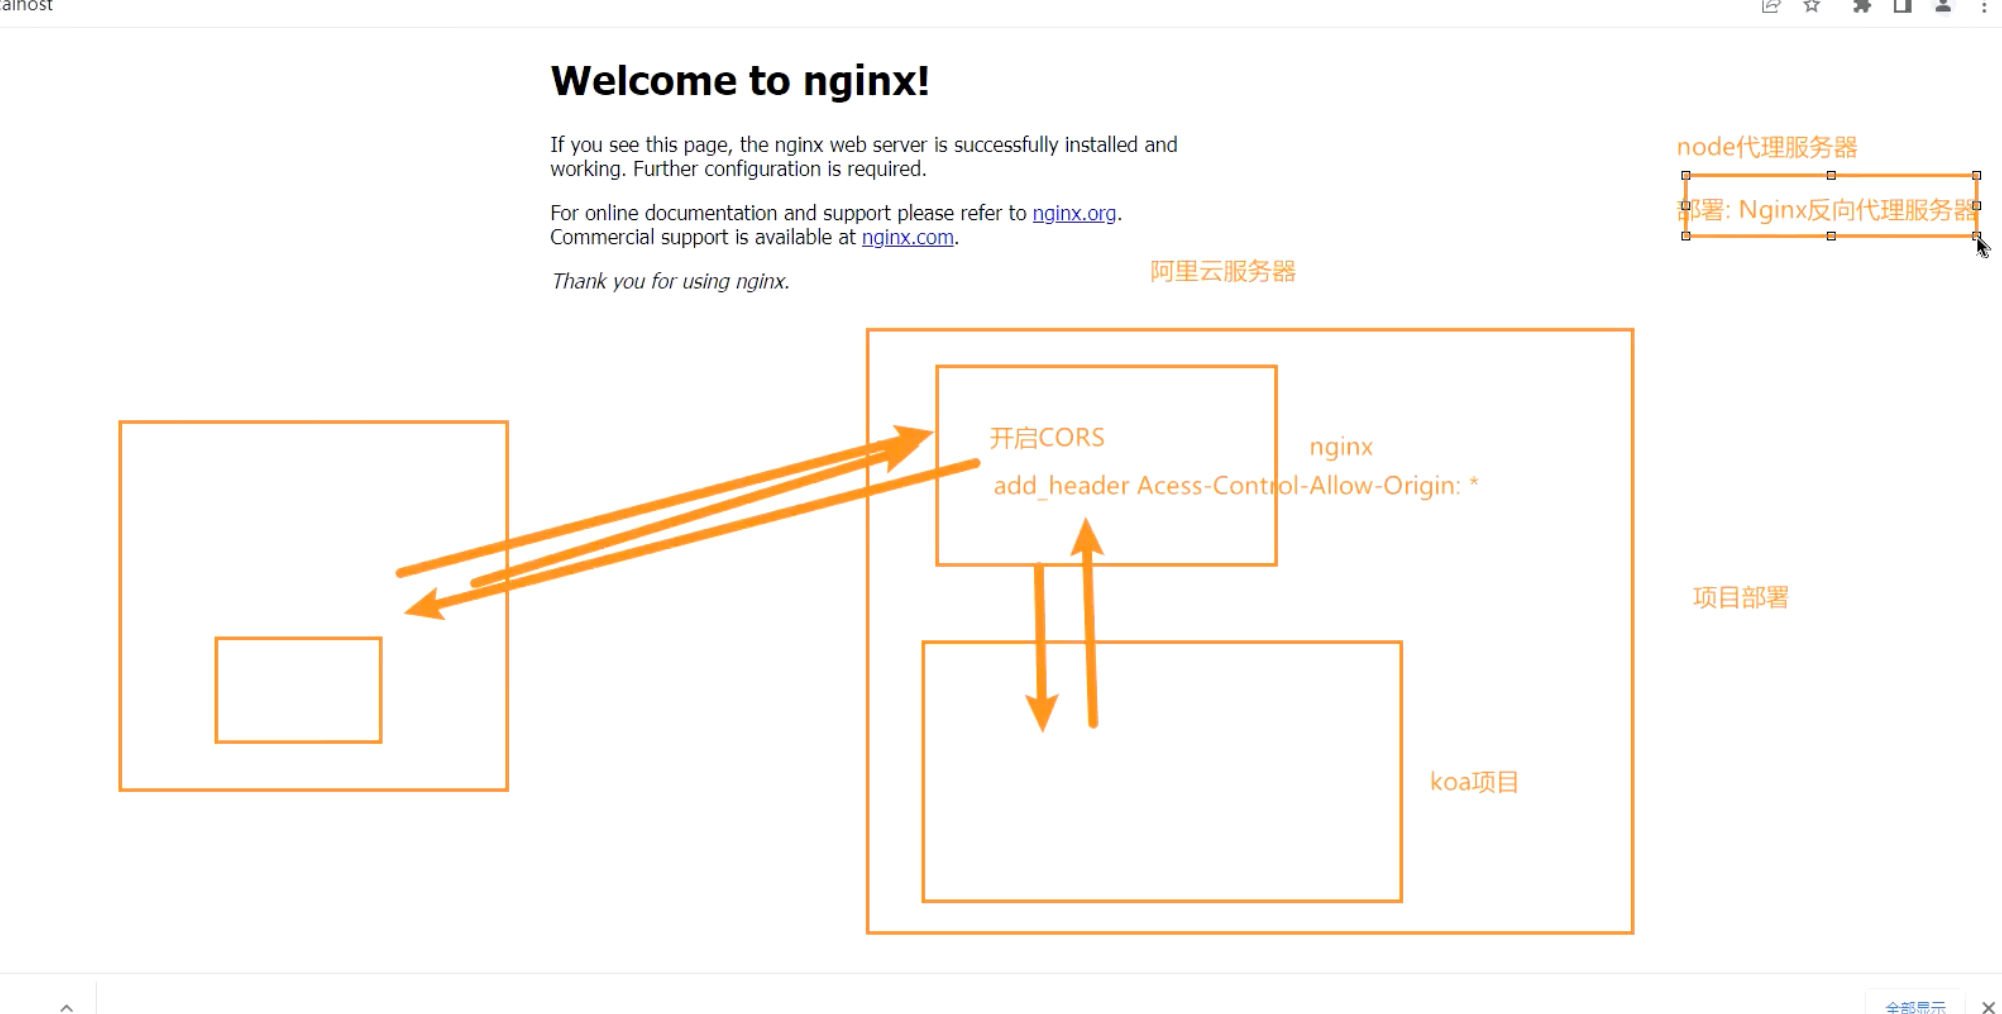 alhost
Welcome to nginx!
If you see this page, the nginx web server is successfully installed and
working. Further configuration is required.
For online documentation and support please refer to nginx.org.
Commercial support is available at nginx.com.
Thank you for using nginx.
node代理服务器
部署: Nginx反向代理服务器
阿里云服务器
开启CORS
nginx
add_header Acess-Control-Allow-Origin: *
项目部署
koa项目
全部显示